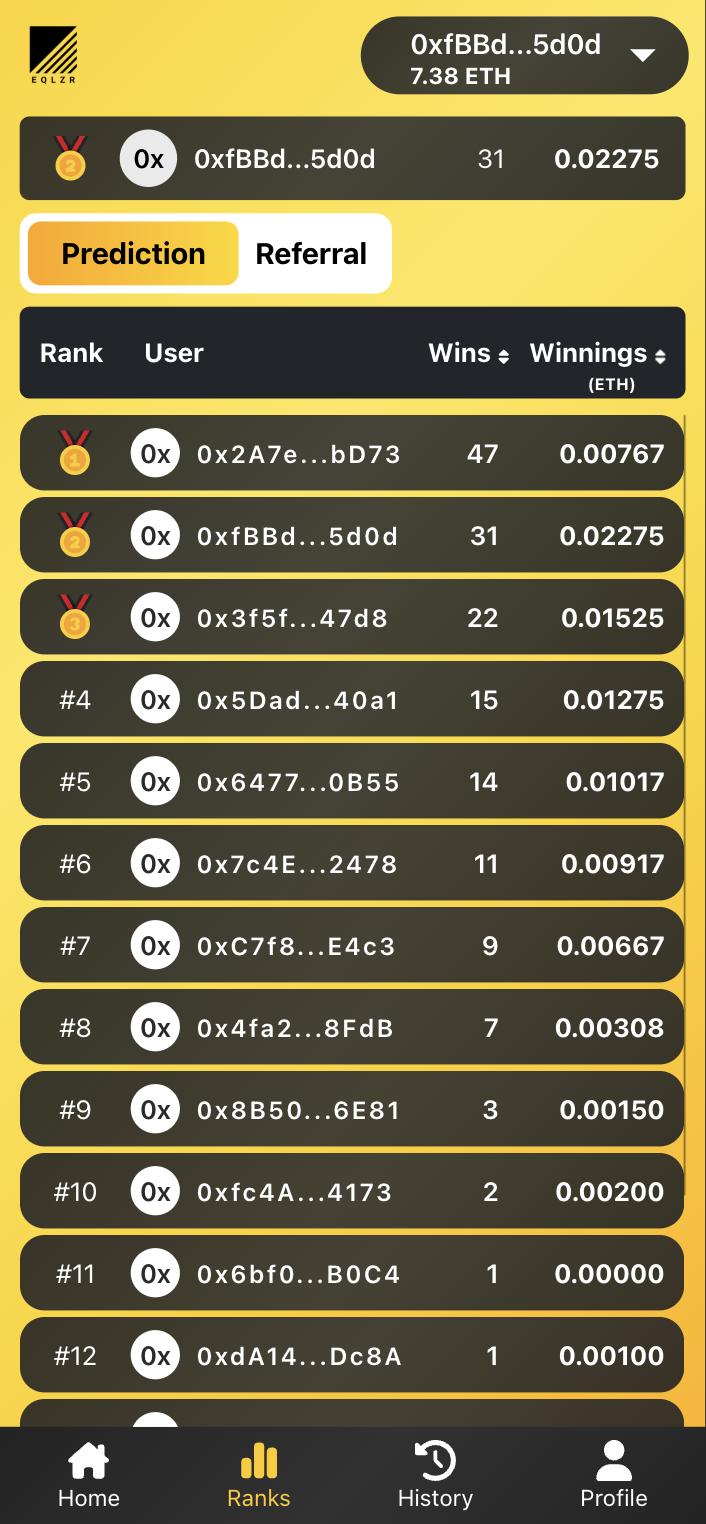 EQLZR
0xfBBd...5d0d
7.38 ETH
2 0x 0xfBBd...5d0d 31 0.02275
Prediction Referral
Rank User Wins Winnings
(ETH)
1 0x 0x2A7e...bD73 47 0.00767
2 0x 0xfBBd...5d0d 31 0.02275
3 0x 0x3f5f...47d8 22 0.01525
#4 0x 0x5Dad...40a1 15 0.01275
#5 0x 0x6477...0B55 14 0.01017
#6 0x 0x7c4E...2478 11 0.00917
#7 0x 0xC7f8...E4c3 9 0.00667
#8 0x 0x4fa2...8FdB 7 0.00308
#9 0x 0x8B50...6E81 3 0.00150
#10 0x 0xfc4A...4173 2 0.00200
#11 0x 0x6bf0...B0C4 1 0.00000
#12 0x 0xdA14...Dc8A 1 0.00100
Home Ranks History Profile